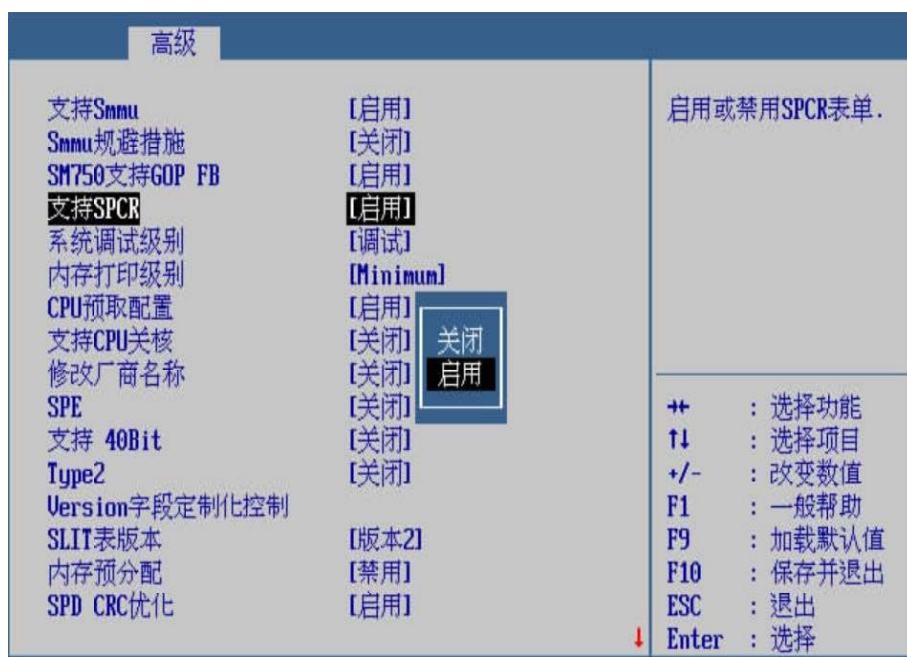 高级
支持Smmu [启用]
Smmu规避措施 [关闭]
SM750支持GOP FB [启用]
支持SPCR [启用]
系统调试级别 [调试]
内存打印级别 [Minimum]
CPU预取配置 [启用]
支持CPU关核 [关闭]
修改厂商名称 [关闭]
SPE [关闭]
支持 40Bit [关闭]
Type2 [关闭]
Version字段定制化控制
SLIT表版本 [版本2]
内存预分配 [禁用]
SPD CRC优化 [启用]
关闭
启用
启用或禁用SPCR表单.
→← : 选择功能
↑↓ : 选择项目
+/- : 改变数值
F1 : 一般帮助
F9 : 加载默认值
F10 : 保存并退出
ESC : 退出
Enter : 选择